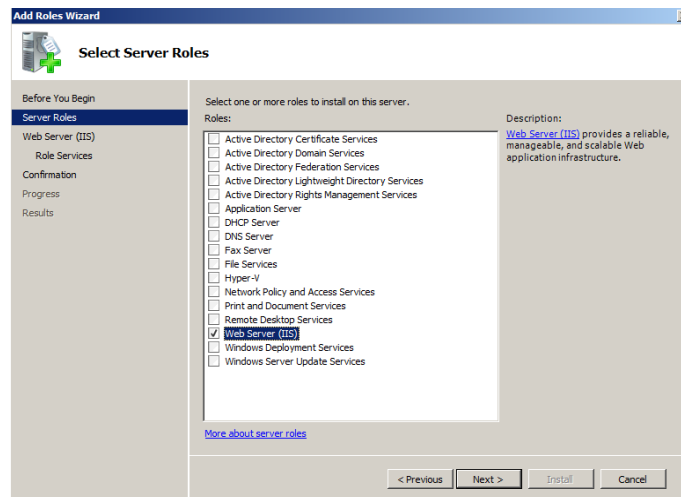 Add Roles Wizard
Select Server Roles
Before You Begin
Server Roles
Web Server (IIS)
Role Services
Confirmation
Progress
Results
Select one or more roles to install on this server.
Roles:
Active Directory Certificate Services
Active Directory Domain Services
Active Directory Federation Services
Active Directory Lightweight Directory Services
Active Directory Rights Management Services
Application Server
DHCP Server
DNS Server
Fax Server
File Services
Hyper-V
Network Policy and Access Services
Print and Document Services
Remote Desktop Services
Web Server (IIS)
Windows Deployment Services
Windows Server Update Services
More about server roles
Description:
Web Server (IIS) provides a reliable,
manageable, and scalable Web
application infrastructure.
< Previous
Next >
Install
Cancel